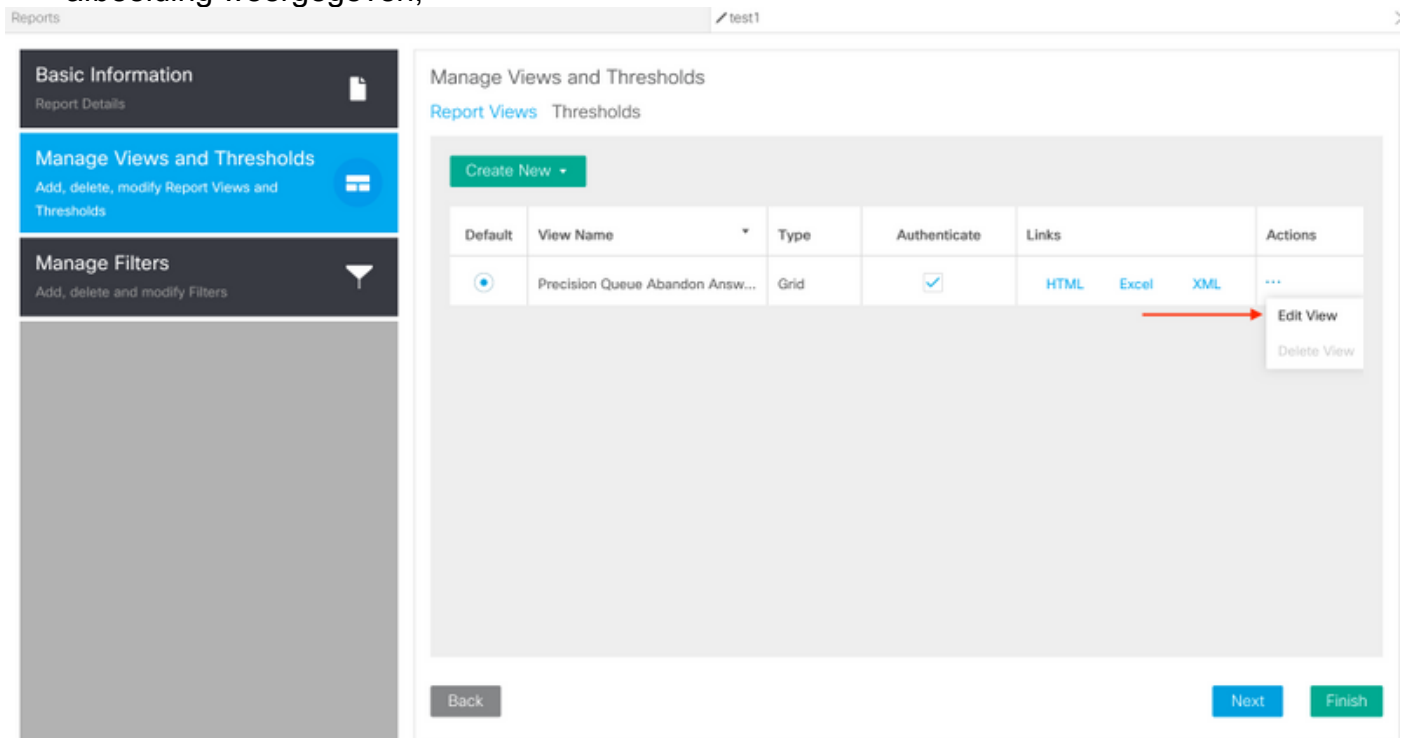 afbeelding weergegeven,
Reports
test1
Basic Information
Report Details
Manage Views and Thresholds
Add, delete, modify Report Views and
Thresholds
Manage Filters
Add, delete and modify Filters
Manage Views and Thresholds
Report Views Thresholds
Create New
Default View Name Type Authenticate Links Actions
Precision Queue Abandon Answ... Grid HTML Excel XML ...
Edit View
Delete View
Back Next Finish